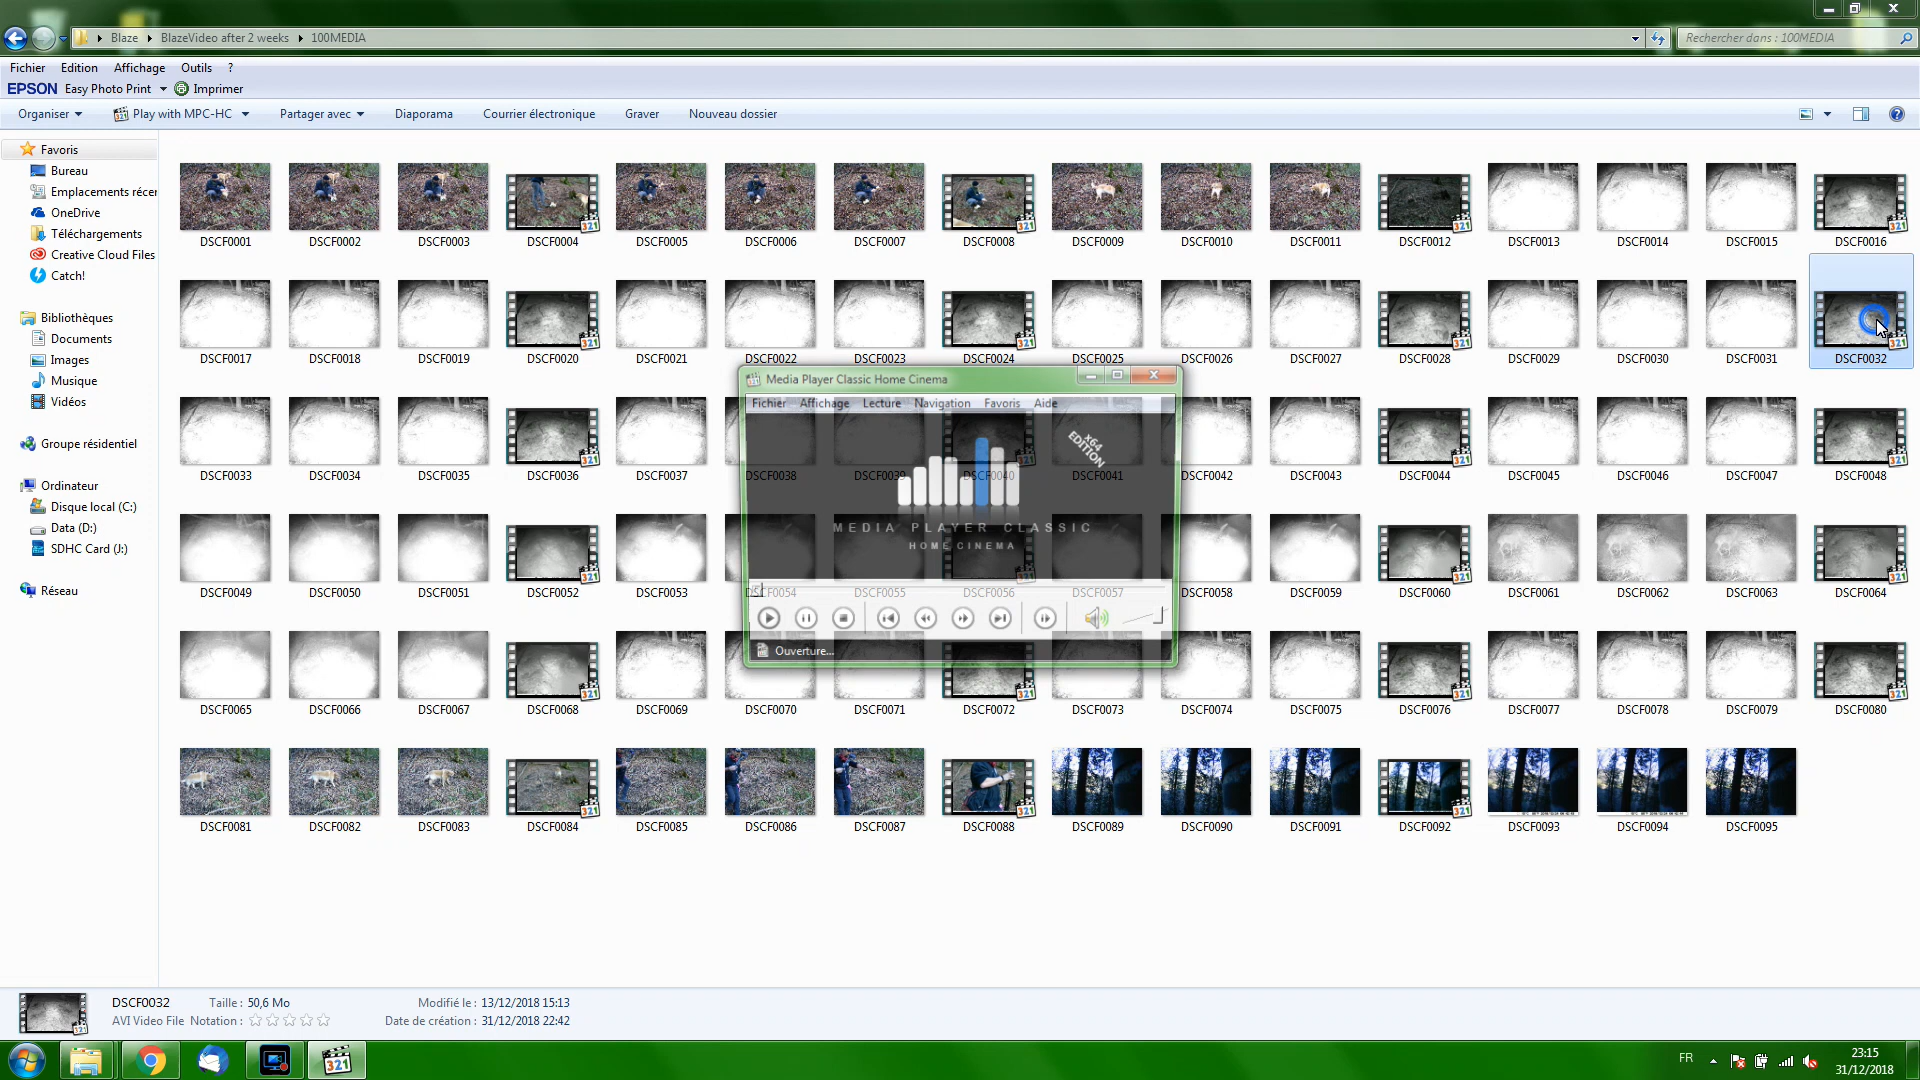 Blaze
BlazeVideo after 2 weeks
100MEDIA
Rechercher dans : 100MEDIA
Fichier Edition Affichage Outils ?
EPSON Easy Photo Print Imprimer
Organiser Play with MPC-HC Partager avec Diaporama Courrier électronique Graver Nouveau dossier
Favoris
Bureau
Emplacements récer
OneDrive
Téléchargements
Creative Cloud Files
Catch!
Bibliothèques
Documents
Images
Musique
Vidéos
Groupe résidentiel
Ordinateur
Disque local (C:)
Data (D:)
SDHC Card (J:)
Réseau
DSCF0001 DSCF0002 DSCF0003 DSCF0004 DSCF0005 DSCF0006 DSCF0007 DSCF0008 DSCF0009 DSCF0010 DSCF0011 DSCF0012 DSCF0013 DSCF0014 DSCF0015 DSCF0016
DSCF0017 DSCF0018 DSCF0019 DSCF0020 DSCF0021 DSCF0022 DSCF0023 DSCF0024 DSCF0025 DSCF0026 DSCF0027 DSCF0028 DSCF0029 DSCF0030 DSCF0031 DSCF0032
DSCF0033 DSCF0034 DSCF0035 DSCF0036 DSCF0037 DSCF0038 DSCF0039 DSCF0040 DSCF0041 DSCF0042 DSCF0043 DSCF0044 DSCF0045 DSCF0046 DSCF0047 DSCF0048
DSCF0049 DSCF0050 DSCF0051 DSCF0052 DSCF0053 DSCF0054 DSCF0055 DSCF0056 DSCF0057 DSCF0058 DSCF0059 DSCF0060 DSCF0061 DSCF0062 DSCF0063 DSCF0064
DSCF0065 DSCF0066 DSCF0067 DSCF0068 DSCF0069 DSCF0070 DSCF0071 DSCF0072 DSCF0073 DSCF0074 DSCF0075 DSCF0076 DSCF0077 DSCF0078 DSCF0079 DSCF0080
DSCF0081 DSCF0082 DSCF0083 DSCF0084 DSCF0085 DSCF0086 DSCF0087 DSCF0088 DSCF0089 DSCF0090 DSCF0091 DSCF0092 DSCF0093 DSCF0094 DSCF0095
Media Player Classic Home Cinema
Fichier Affichage Lecture Navigation Favoris Aide
x64
EDITION
MEDIA PLAYER CLASSIC
HOME CINEMA
Ouverture...
DSCF0032 Taille : 50,6 Mo Modifié le : 13/12/2018 15:13
AVI Video File Notation : Date de création : 31/12/2018 22:42
321
FR
23:15
31/12/2018